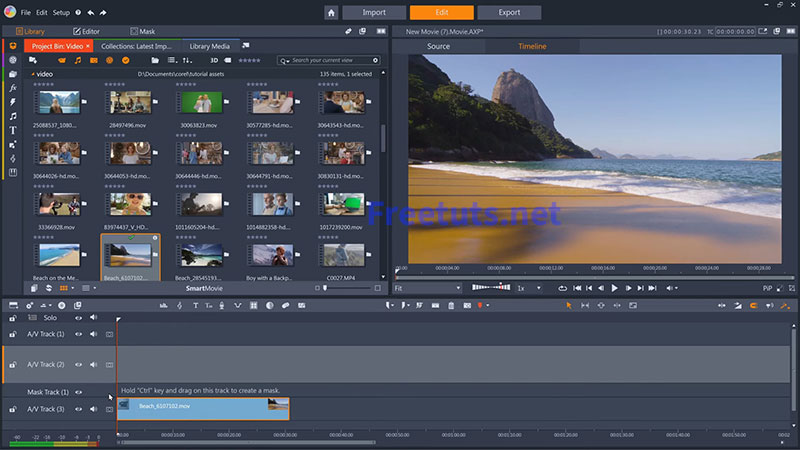 File Edit Setup
Import Edit Export
Library Editor Mask
New Movie (7).Movie.AXP*
[] 00:00:30.23 TC 00:00:00.00
Project Bin: Video Collections: Latest Imp... Library Media
Source Timeline
3D
Search your current view
video D:\Documents\corel\tutorial assets 135 items, 1 selected
25088537_1080... 28497496.mov 30063823.mov 30577285-hd.mo... 30643543-hd.mo...
30644026-hd.mo... 30644053-hd.mo... 30644446-hd.mo... 30644791-hd.mo... 30830131-hd.mo...
33366928.mov 83974437_V_HD... 1011605204-hd... 1014882358-hd... 1017239200.mov
Beach on the Me... Beach_6107102... Beach_28545193... Boy with a Backp... C0027.MP4
Freetuts.net
SmartMovie
Fit 1x PiP
Solo
A/V Track (1)
A/V Track (2)
Mask Track (1) Hold "Ctrl" key and drag on this track to create a mask.
A/V Track (3) Beach_6107102.mov